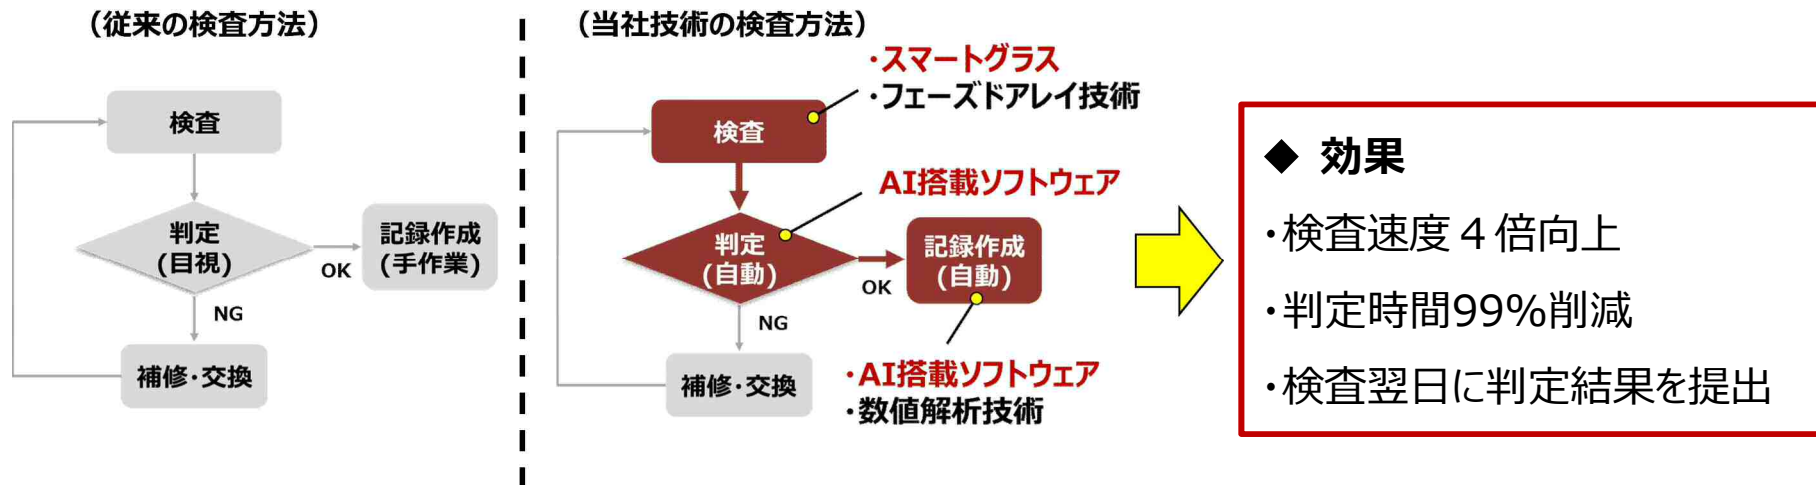 （従来の検査方法）
検査
判定
(目視)
OK
記録作成
(手作業)
NG
補修・交換
（当社技術の検査方法）
・スマートグラス
・フェーズドアレイ技術
検査
AI搭載ソフトウェア
判定
(自動)
OK
記録作成
(自動)
NG
補修・交換
・AI搭載ソフトウェア
・数値解析技術
◆ 効果
・検査速度４倍向上
・判定時間99%削減
・検査翌日に判定結果を提出